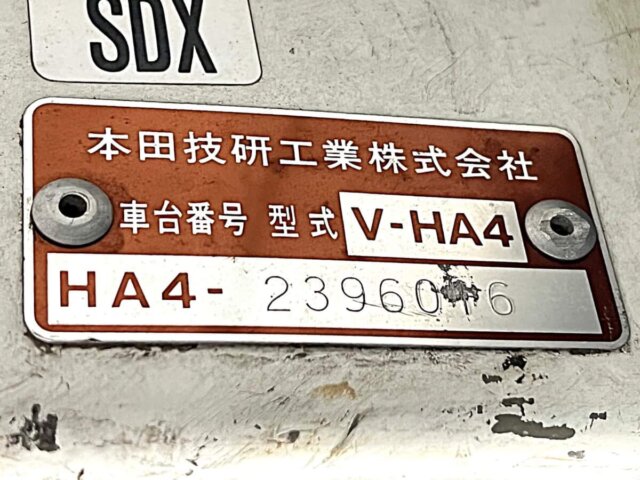 SDX
本田技研工業株式会社
車台番号 型式 V-HA4
HA4- 2396016